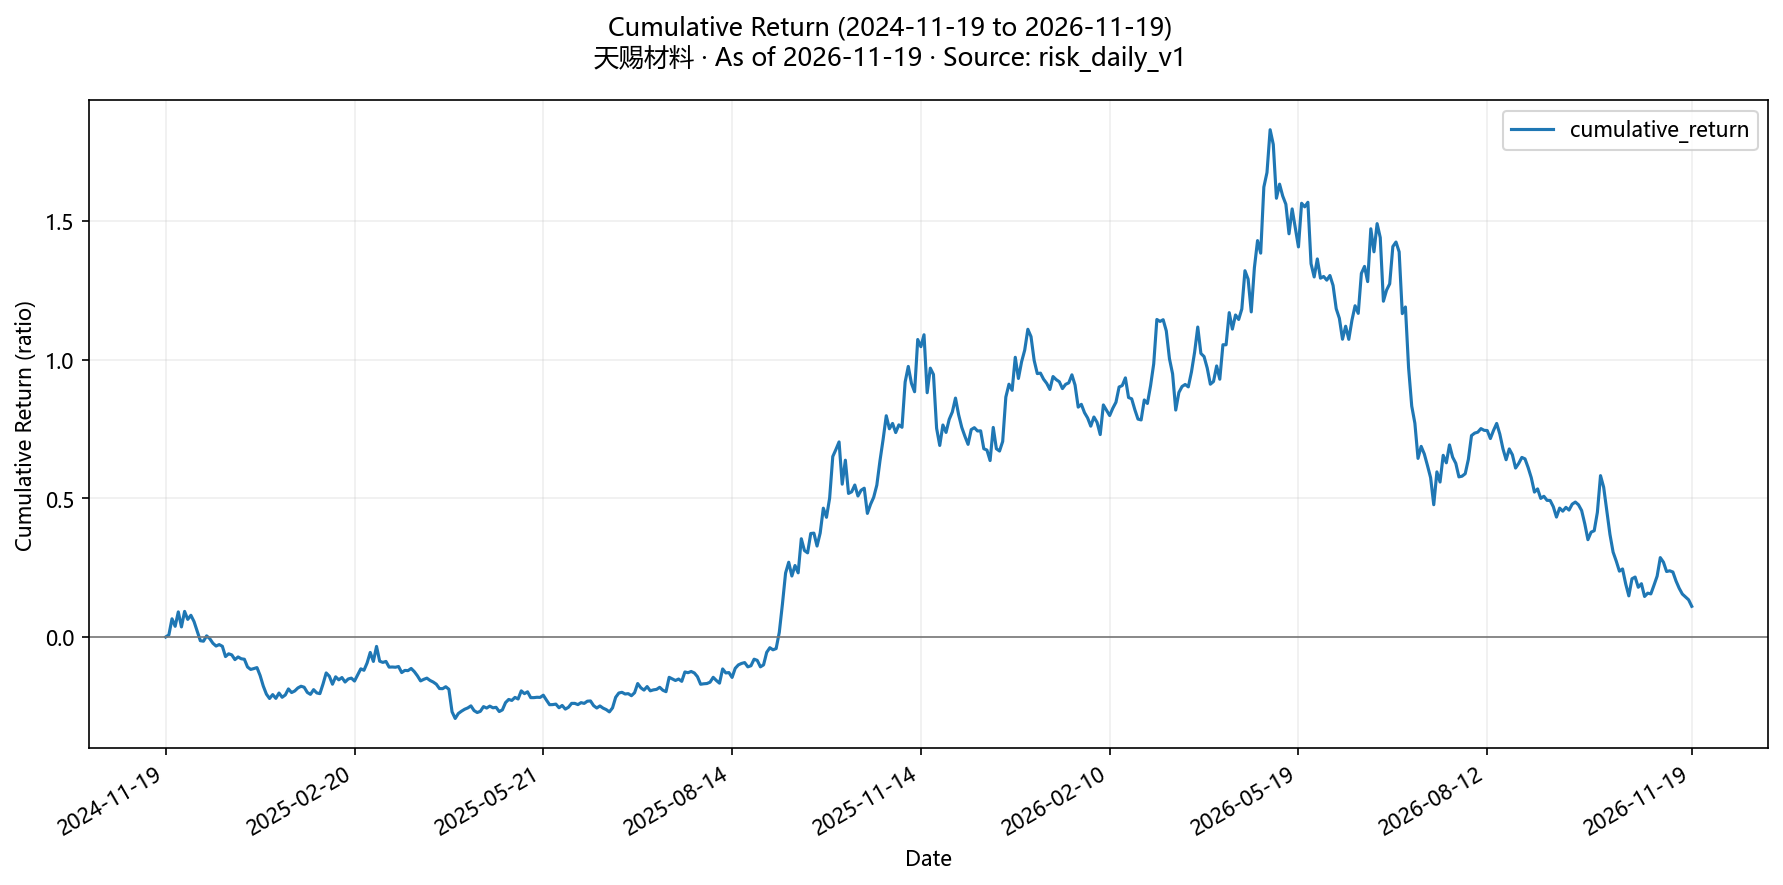 Cumulative Return (2024-11-19 to 2026-11-19)
天赐材料 · As of 2026-11-19 · Source: risk_daily_v1
cumulative_return
Cumulative Return (ratio)
1.5
1.0
0.5
0.0
2024-11-19
2025-02-20
2025-05-21
2025-08-14
2025-11-14
2026-02-10
2026-05-19
2026-08-12
2026-11-19
Date